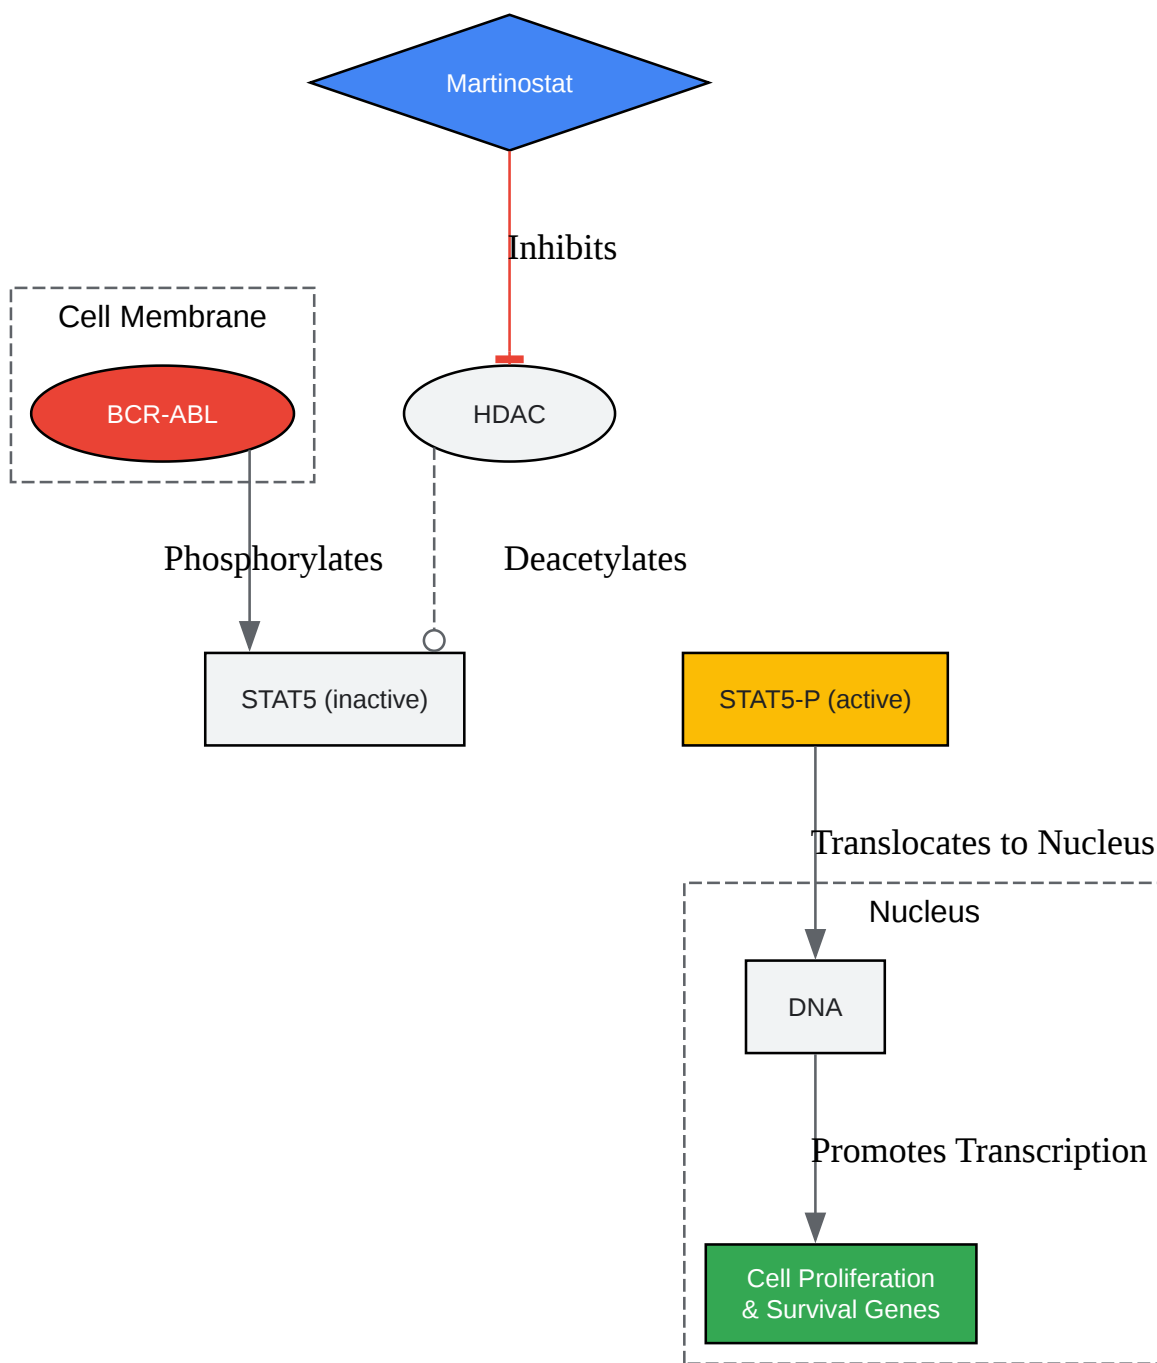 Martinostat
Inhibits
Cell Membrane
BCR-ABL
HDAC
Phosphorylates
Deacetylates
STAT5 (inactive)
STAT5-P (active)
Translocates to Nucleus
Nucleus
DNA
Promotes Transcription
Cell Proliferation
& Survival Genes